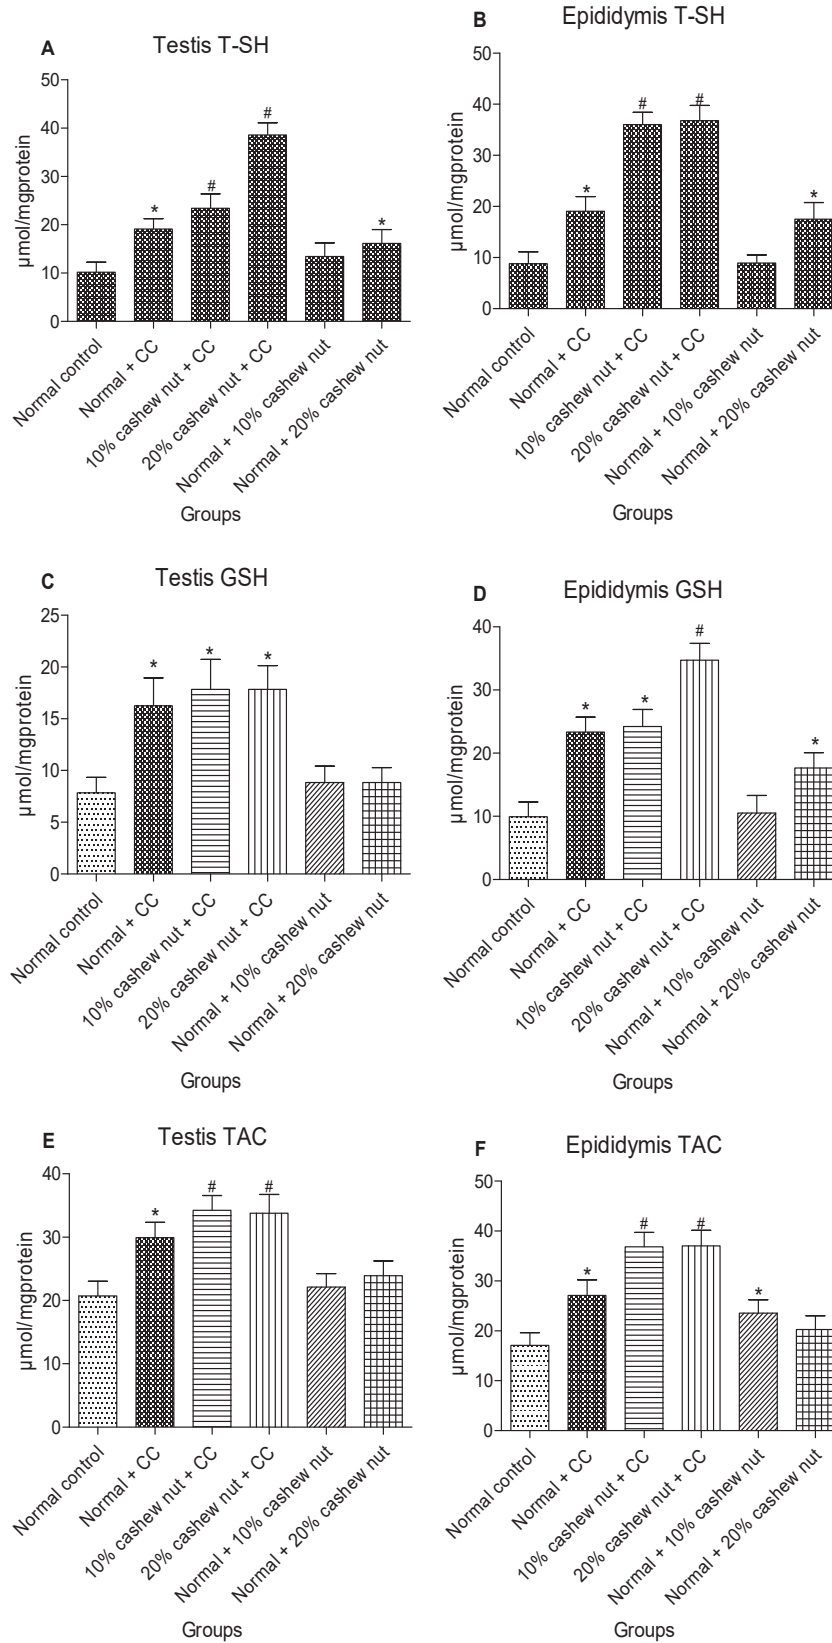 A
Testis T-SH
50
40
30
20
10
0
µmol/mgprotein
*
#
#
*
Normal control
Normal + CC
10% cashew nut + CC
20% cashew nut + CC
Normal + 10% cashew nut
Normal + 20% cashew nut
Groups
B
Epididymis T-SH
50
40
30
20
10
0
µmol/mgprotein
*
#
#
*
Normal control
Normal + CC
10% cashew nut + CC
20% cashew nut + CC
Normal + 10% cashew nut
Normal + 20% cashew nut
Groups
C
Testis GSH
25
20
15
10
5
0
µmol/mgprotein
*
*
*
Normal control
Normal + CC
10% cashew nut + CC
20% cashew nut + CC
Normal + 10% cashew nut
Normal + 20% cashew nut
Groups
D
Epididymis GSH
40
30
20
10
0
µmol/mgprotein
*
*
#
*
Normal control
Normal + CC
10% cashew nut + CC
20% cashew nut + CC
Normal + 10% cashew nut
Normal + 20% cashew nut
Groups
E
Testis TAC
40
30
20
10
0
µmol/mgprotein
*
#
#
Normal control
Normal + CC
10% cashew nut + CC
20% cashew nut + CC
Normal + 10% cashew nut
Normal + 20% cashew nut
Groups
F
Epididymis TAC
50
40
30
20
10
0
µmol/mgprotein
*
#
#
*
Normal control
Normal + CC
10% cashew nut + CC
20% cashew nut + CC
Normal + 10% cashew nut
Normal + 20% cashew nut
Groups